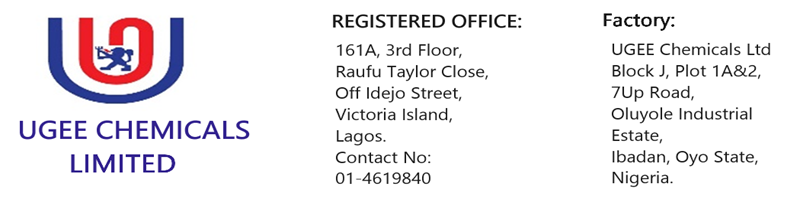 UGEE CHEMICALS
LIMITED
REGISTERED OFFICE:
161A, 3rd Floor,
Raufu Taylor Close,
Off Idejo Street,
Victoria Island,
Lagos.
Contact No:
01-4619840
Factory:
UGEE Chemicals Ltd
Block J, Plot 1A&2,
7Up Road,
Oluyole Industrial
Estate,
Ibadan, Oyo State,
Nigeria.